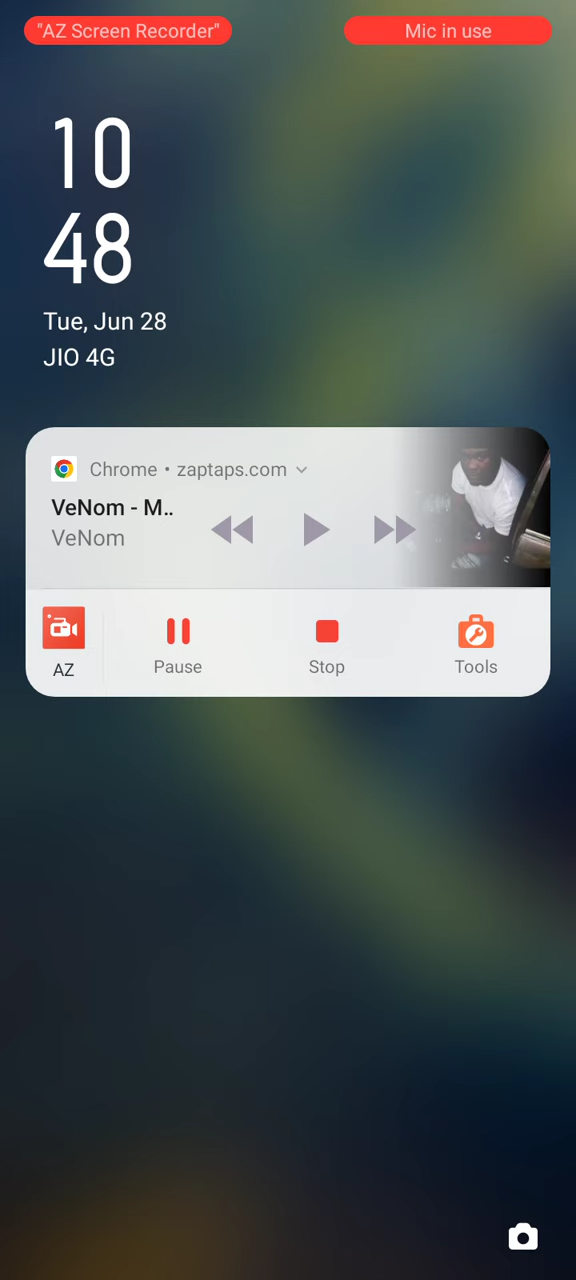 "AZ Screen Recorder"
Mic in use
10
48
Tue, Jun 28
JIO 4G
Chrome • zaptaps.com
VeNom - M..
VeNom
AZ
Pause
Stop
Tools